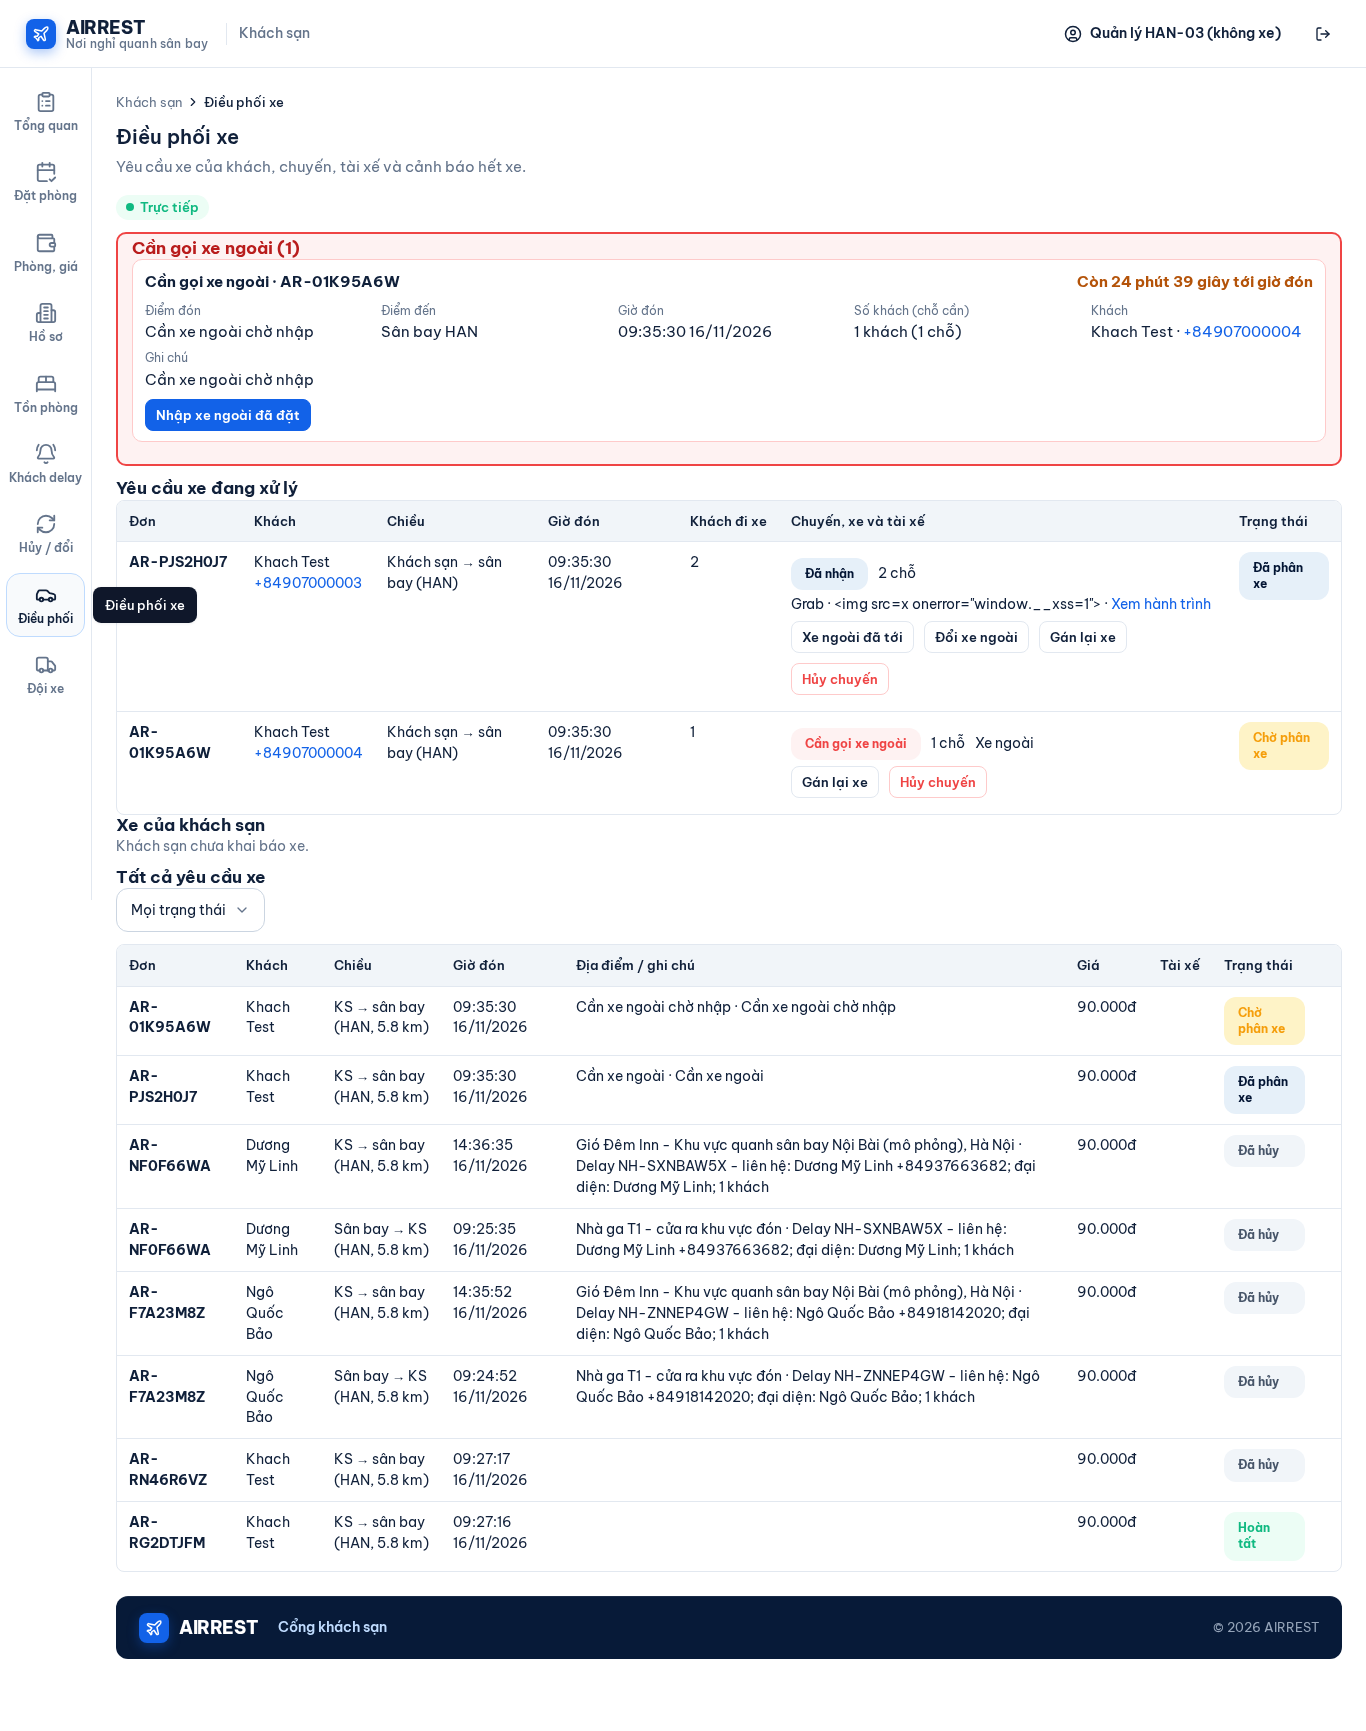 AIRREST
Nơi nghỉ quanh sân bay
Khách sạn
Quản lý HAN-03 (không xe)
Tổng quan
Đặt phòng
Phòng, giá
Hồ sơ
Tồn phòng
Khách delay
Hủy / đổi
Điều phối
Điều phối xe
Đội xe
Khách sạn > Điều phối xe
Điều phối xe
Yêu cầu xe của khách, chuyến, tài xế và cảnh báo hết xe.
Trực tiếp
Cần gọi xe ngoài (1)
Cần gọi xe ngoài · AR-01K95A6W
Còn 24 phút 39 giây tới giờ đón
Điểm đón
Cần xe ngoài chờ nhập
Điểm đến
Sân bay HAN
Giờ đón
09:35:30 16/11/2026
Số khách (chỗ cần)
1 khách (1 chỗ)
Khách
Khach Test · +84907000004
Ghi chú
Cần xe ngoài chờ nhập
Nhập xe ngoài đã đặt
Yêu cầu xe đang xử lý
Đơn Khách Chiều Giờ đón Khách đi xe Chuyến, xe và tài xế Trạng thái
AR-PJS2H0J7
Khach Test
+84907000003
Khách sạn → sân
bay (HAN)
09:35:30
16/11/2026
2
Đã nhận 2 chỗ
Grab · <img src=x onerror="window.__xss=1"> · Xem hành trình
Xe ngoài đã tới Đổi xe ngoài Gán lại xe
Hủy chuyến
Đã phân
xe
AR-
01K95A6W
Khach Test
+84907000004
Khách sạn → sân
bay (HAN)
09:35:30
16/11/2026
1
Cần gọi xe ngoài 1 chỗ Xe ngoài
Gán lại xe Hủy chuyến
Chờ phân
xe
Xe của khách sạn
Khách sạn chưa khai báo xe.
Tất cả yêu cầu xe
Mọi trạng thái
Đơn Khách Chiều Giờ đón Địa điểm / ghi chú Giá Tài xế Trạng thái
AR-
01K95A6W
Khach
Test
KS → sân bay
(HAN, 5.8 km)
09:35:30
16/11/2026
Cần xe ngoài chờ nhập · Cần xe ngoài chờ nhập
90.000đ
Chờ
phân xe
AR-
PJS2H0J7
Khach
Test
KS → sân bay
(HAN, 5.8 km)
09:35:30
16/11/2026
Cần xe ngoài · Cần xe ngoài
90.000đ
Đã phân
xe
AR-
NF0F66WA
Dương
Mỹ Linh
KS → sân bay
(HAN, 5.8 km)
14:36:35
16/11/2026
Gió Đêm Inn - Khu vực quanh sân bay Nội Bài (mô phỏng), Hà Nội ·
Delay NH-SXNBAW5X - liên hệ: Dương Mỹ Linh +84937663682; đại
diện: Dương Mỹ Linh; 1 khách
90.000đ
Đã hủy
AR-
NF0F66WA
Dương
Mỹ Linh
Sân bay → KS
(HAN, 5.8 km)
09:25:35
16/11/2026
Nhà ga T1 - cửa ra khu vực đón · Delay NH-SXNBAW5X - liên hệ:
Dương Mỹ Linh +84937663682; đại diện: Dương Mỹ Linh; 1 khách
90.000đ
Đã hủy
AR-
F7A23M8Z
Ngô
Quốc
Bảo
KS → sân bay
(HAN, 5.8 km)
14:35:52
16/11/2026
Gió Đêm Inn - Khu vực quanh sân bay Nội Bài (mô phỏng), Hà Nội ·
Delay NH-ZNNEP4GW - liên hệ: Ngô Quốc Bảo +84918142020; đại
diện: Ngô Quốc Bảo; 1 khách
90.000đ
Đã hủy
AR-
F7A23M8Z
Ngô
Quốc
Bảo
Sân bay → KS
(HAN, 5.8 km)
09:24:52
16/11/2026
Nhà ga T1 - cửa ra khu vực đón · Delay NH-ZNNEP4GW - liên hệ: Ngô
Quốc Bảo +84918142020; đại diện: Ngô Quốc Bảo; 1 khách
90.000đ
Đã hủy
AR-
RN46R6VZ
Khach
Test
KS → sân bay
(HAN, 5.8 km)
09:27:17
16/11/2026
90.000đ
Đã hủy
AR-
RG2DTJFM
Khach
Test
KS → sân bay
(HAN, 5.8 km)
09:27:16
16/11/2026
90.000đ
Hoàn
tất
AIRREST Cổng khách sạn
© 2026 AIRREST